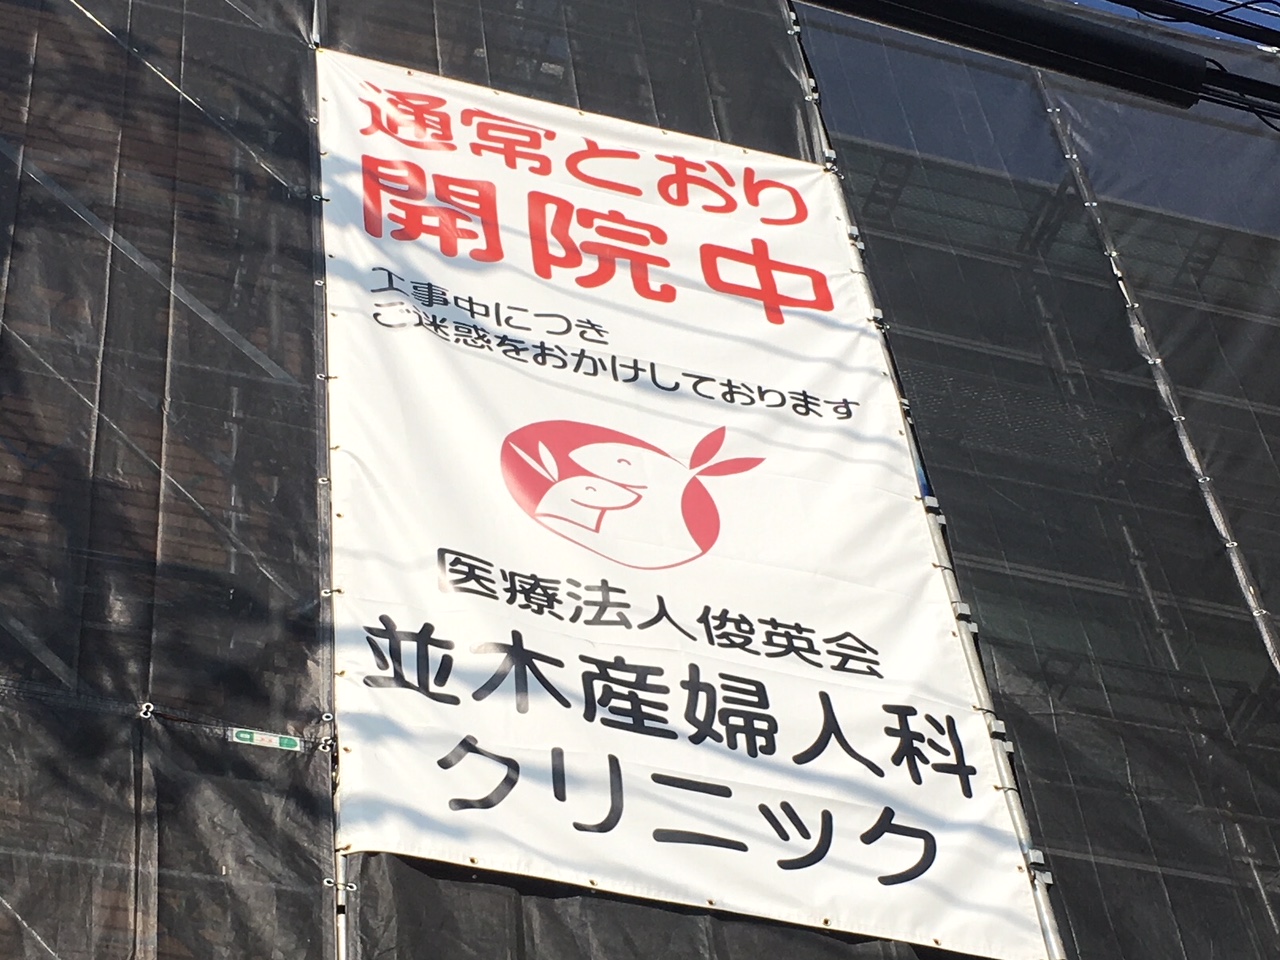 通常とおり
開院中
工事中につき
ご迷惑をおかけしております
医療法人俊英会
並木産婦人科
クリニック